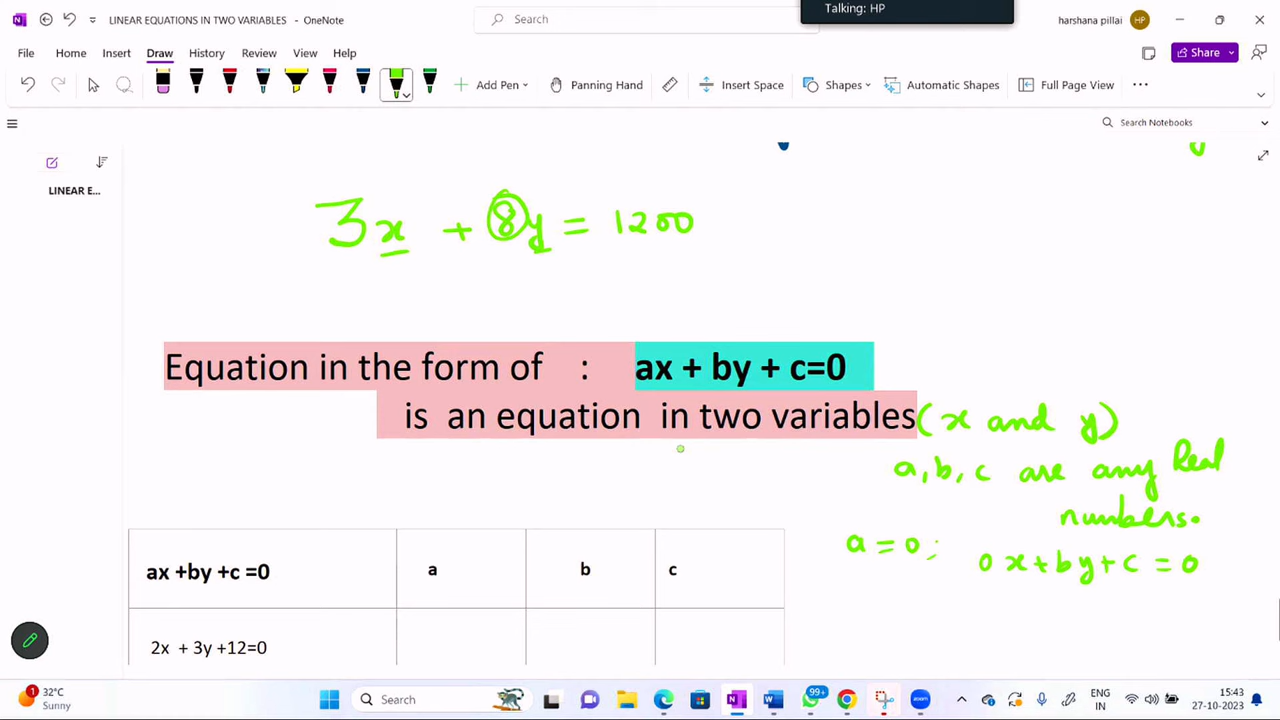 LINEAR EQUATIONS IN TWO VARIABLES - OneNote
Search
Talking: HP
harshana pillai
HP
File Home Insert Draw History Review View Help
Share
Add Pen
Panning Hand
Insert Space
Shapes
Automatic Shapes
Full Page View
Search Notebooks
LINEAR E...
3x + 8y = 1200
Equation in the form of : ax + by + c=0
is an equation in two variables (x and y)
a, b, c are any Real
numbers.
a = 0; 0x + by + c = 0
ax +by +c =0 a b c
2x + 3y +12=0
1
32°C
Sunny
Search
99+
ENG
IN
15:43
27-10-2023